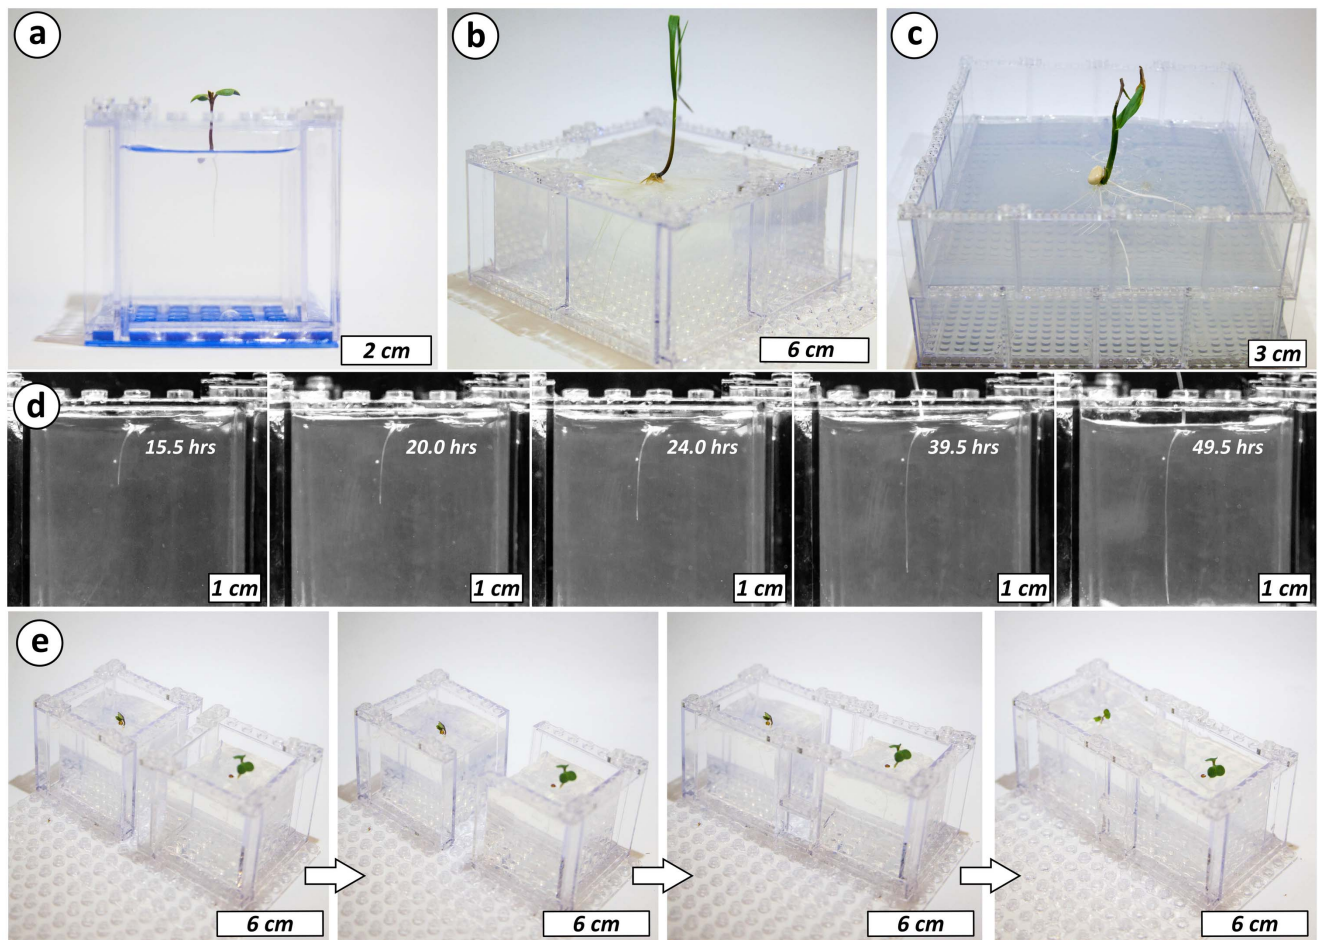 a
b
c
2 cm
6 cm
3 cm
d
15.5 hrs
20.0 hrs
24.0 hrs
39.5 hrs
49.5 hrs
1 cm
1 cm
1 cm
1 cm
1 cm
e
6 cm
6 cm
6 cm
6 cm